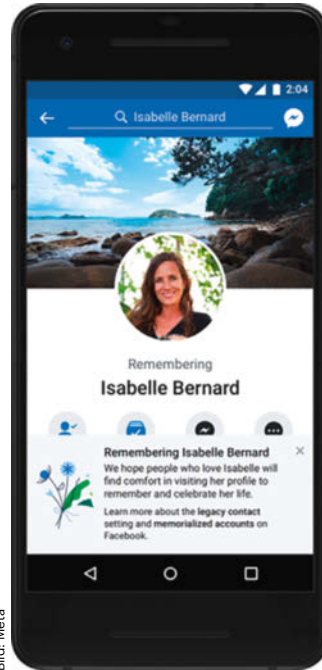 2:04
Isabelle Bernard
Remembering
Isabelle Bernard
Remembering Isabelle Bernard
We hope people who love Isabelle will
find comfort in visiting her profile to
remember and celebrate her life.
Learn more about the legacy contact
setting and memorialized accounts on
Facebook.
Bild: Meta